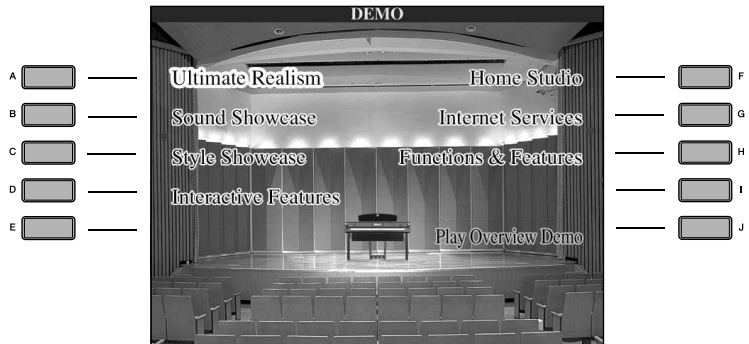 DEMO
A
Ultimate Realism
Home Studio
F
B
Sound Showcase
Internet Services
G
C
Style Showcase
Functions & Features
H
D
Interactive Features
I
E
Play Overview Demo
J